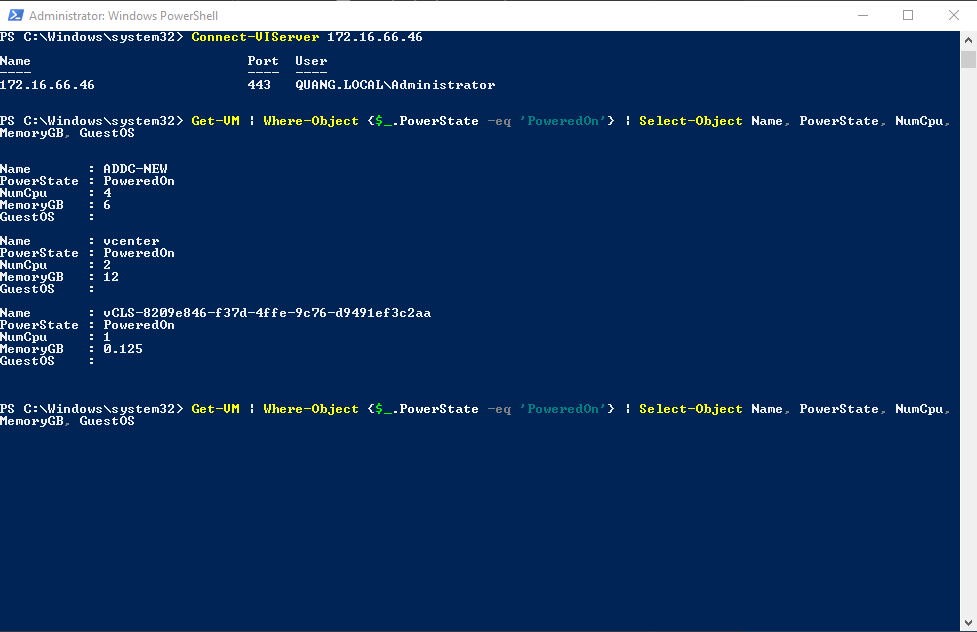 Administrator: Windows PowerShell
PS C:\Windows\system32> Connect-VIServer 172.16.66.46
Name Port User
---- ---- ----
172.16.66.46 443 QUANG.LOCAL\Administrator
PS C:\Windows\system32> Get-VM | Where-Object {$_.PowerState -eq 'PoweredOn'} | Select-Object Name, PowerState, NumCpu,
MemoryGB, GuestOS
Name : ADDC-NEW
PowerState : PoweredOn
NumCpu : 4
MemoryGB : 6
GuestOS :
Name : vcenter
PowerState : PoweredOn
NumCpu : 2
MemoryGB : 12
GuestOS :
Name : vCLS-8209e846-f37d-4ffe-9c76-d9491ef3c2aa
PowerState : PoweredOn
NumCpu : 1
MemoryGB : 0.125
GuestOS :
PS C:\Windows\system32> Get-VM | Where-Object {$_.PowerState -eq 'PoweredOn'} | Select-Object Name, PowerState, NumCpu,
MemoryGB, GuestOS